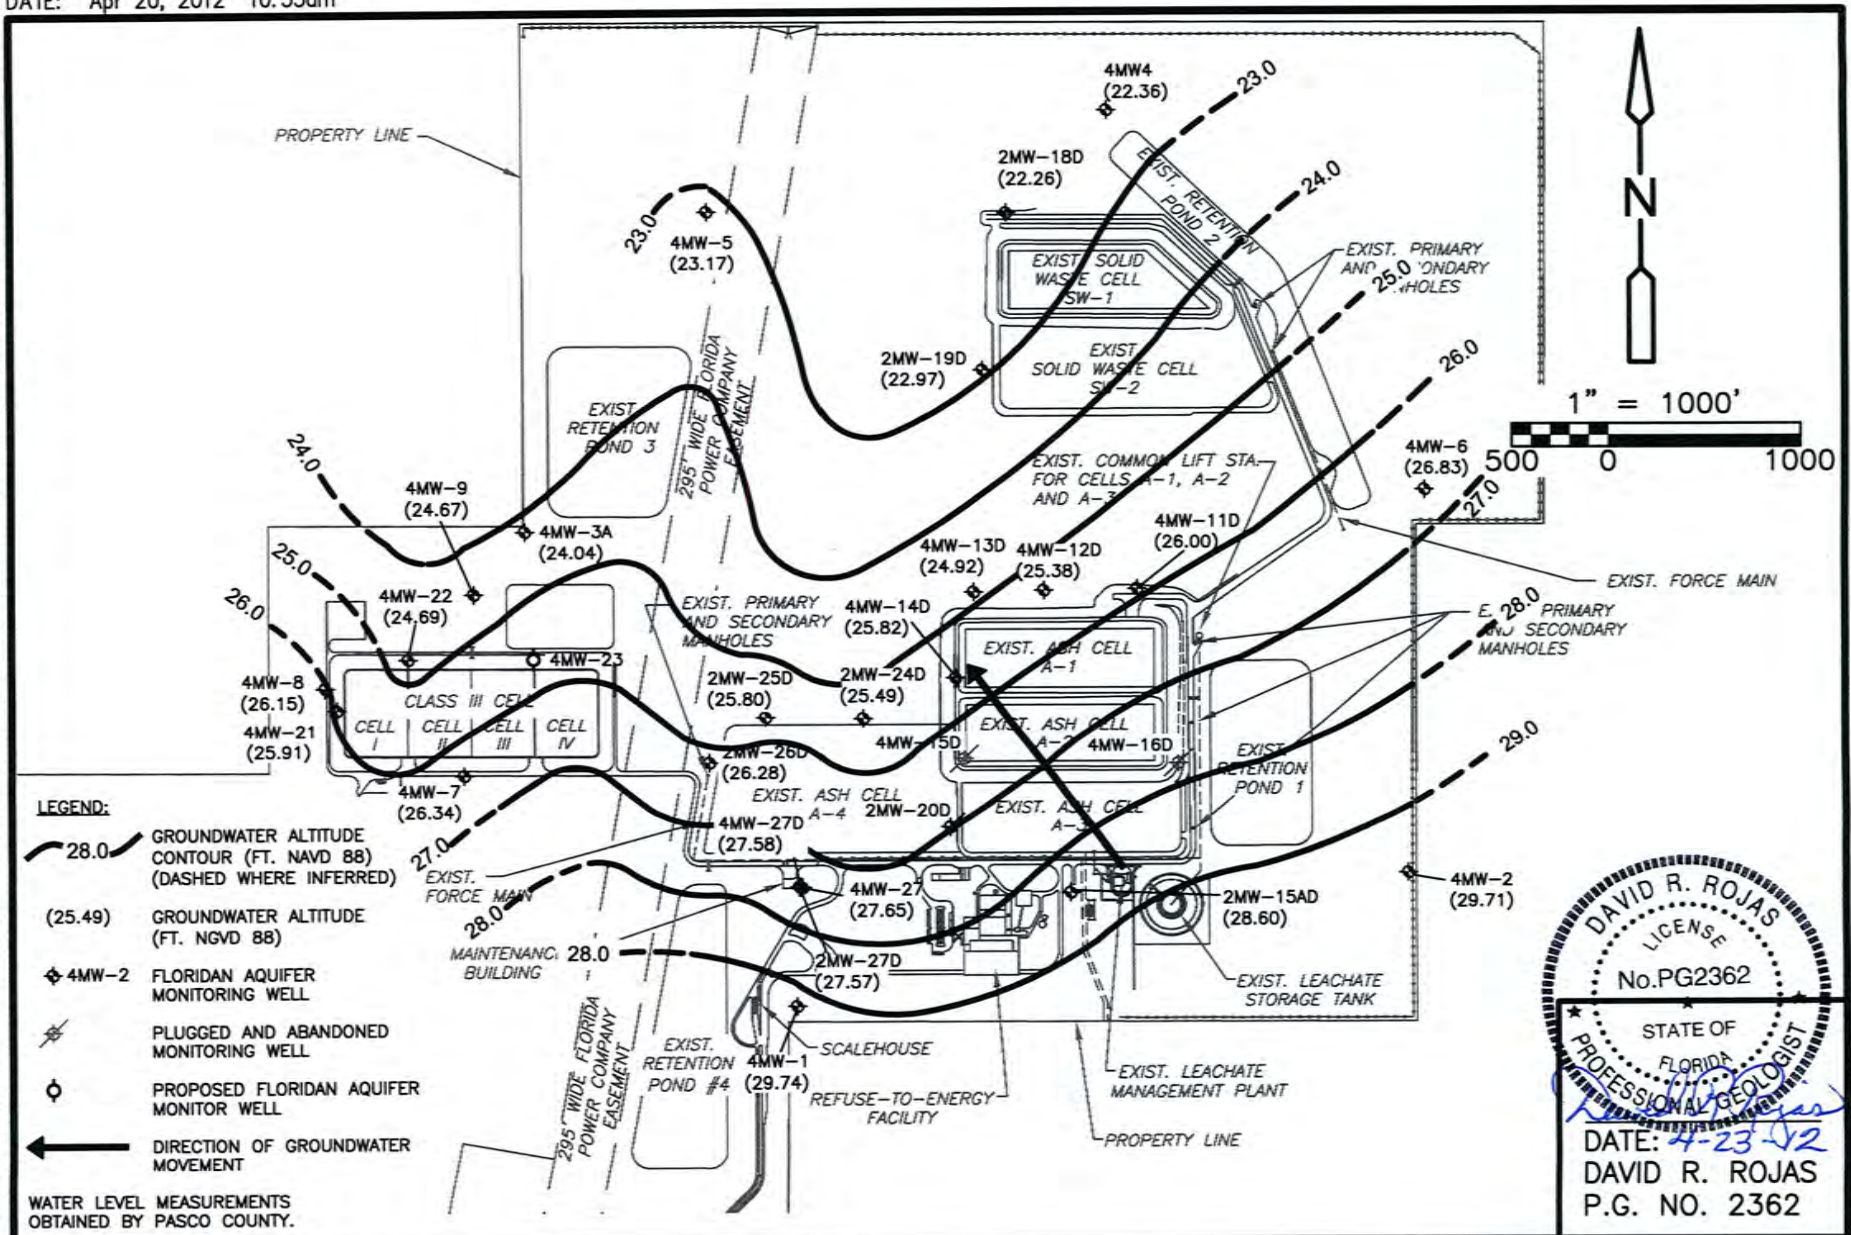 DATE: Apr 20, 2012
4MW4
(22.36)
23.0
PROPERTY LINE
2MW-18D
(22.26)
EXIST. RETENTION
POND 2
24.0
N
23.0
4MW-5
(23.17)
EXIST. SOLID
WASTE CELL
SW-1
EXIST. PRIMARY
AND
25.0
2MW-19D
(22.97)
EXIST.
SOLID WASTE CELL
SW-2
26.0
1" = 1000'
500 0 1000
295' WIDE FLORIDA
POWER COMPANY
EASEMENT
EXIST.
RETENTION
POND 3
24.0
4MW-9
(24.67)
EXIST. COMMON LIFT STA.
FOR CELLS A-1, A-2
AND A-3
4MW-6
(26.83)
27.0
4MW-3A
(24.04)
4MW-11D
(26.00)
4MW-13D
(24.92)
4MW-12D
(25.38)
25.0
EXIST. FORCE MAIN
26.0
4MW-22
(24.69)
EXIST. PRIMARY
AND SECONDARY
MANHOLES
4MW-14D
(25.82)
28.0
PRIMARY
AND SECONDARY
MANHOLES
EXIST. ASH CELL
A-1
4MW-23
4MW-8
(26.15)
2MW-25D
(25.80)
2MW-24D
(25.49)
CLASS III CELL
CELL
I
CELL
II
CELL
III
CELL
IV
4MW-21
(25.91)
EXIST. ASH CELL
A-2
4MW-15D
4MW-16D
29.0
2MW-26D
(26.28)
EXIST.
RETENTION
POND 1
4MW-7
(26.34)
EXIST. ASH CELL
A-4
2MW-20D
EXIST. ASH CELL
A-3
LEGEND:
28.0
GROUNDWATER ALTITUDE
CONTOUR (FT. NAVD 88)
(DASHED WHERE INFERRED)
27.0
4MW-27D
(27.58)
EXIST.
FORCE MAIN
28.0
4MW-27
(27.65)
2MW-15AD
(28.60)
4MW-2
(29.71)
(25.49)
GROUNDWATER ALTITUDE
(FT. NGVD 88)
MAINTENANCE
BUILDING
28.0
2MW-27D
(27.57)
4MW-2
FLORIDAN AQUIFER
MONITORING WELL
EXIST. LEACHATE
STORAGE TANK
PLUGGED AND ABANDONED
MONITORING WELL
295' WIDE FLORIDA
POWER COMPANY
EASEMENT
EXIST.
RETENTION
POND #4
4MW-1
(29.74)
SCALEHOUSE
REFUSE-TO-ENERGY
FACILITY
EXIST. LEACHATE
MANAGEMENT PLANT
PROPOSED FLORIDAN AQUIFER
MONITOR WELL
PROPERTY LINE
DIRECTION OF GROUNDWATER
MOVEMENT
WATER LEVEL MEASUREMENTS
OBTAINED BY PASCO COUNTY.
DAVID R. ROJAS
LICENSE
No.PG2362
STATE OF
FLORIDA
PROFESSIONAL GEOLOGIST
DATE: 4-23-12
DAVID R. ROJAS
P.G. NO. 2362